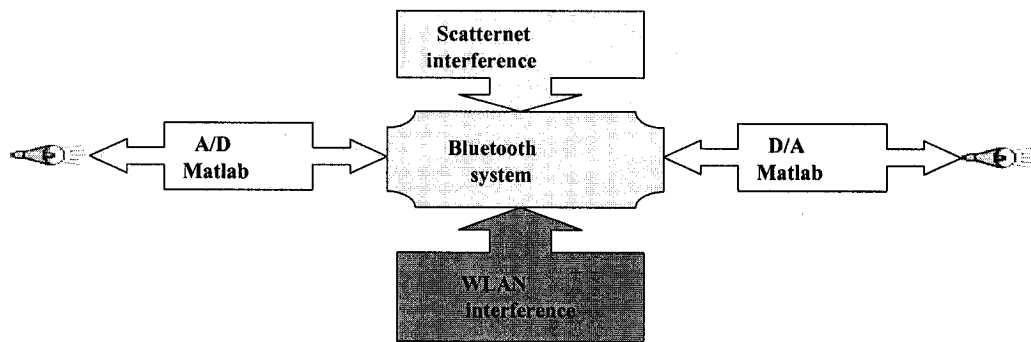 Scatternet
interference
A/D
Matlab
Bluetooth
system
D/A
Matlab
WLAN
interference